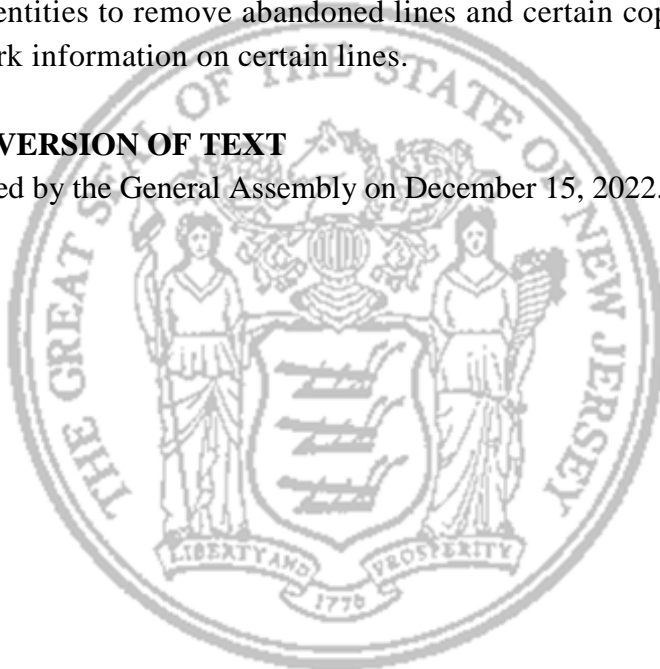 entities to remove abandoned lines and certain cop
rk information on certain lines.
VERSION OF TEXT
ed by the General Assembly on December 15, 2022.
THE GREAT SEAL OF THE STATE OF NEW JERSEY
LIBERTY AND PROSPERITY
1776